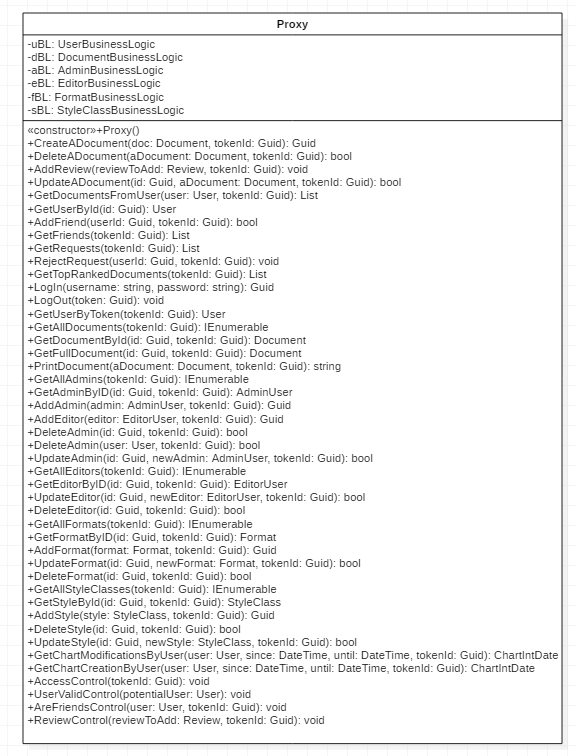 Proxy
-uBL: UserBusinessLogic
-dBL: DocumentBusinessLogic
-aBL: AdminBusinessLogic
-eBL: EditorBusinessLogic
-fBL: FormatBusinessLogic
-sBL: StyleClassBusinessLogic
«constructor»+Proxy()
+CreateADocument(doc: Document, tokenId: Guid): Guid
+DeleteADocument(aDocument: Document, tokenId: Guid): bool
+AddReview(reviewToAdd: Review, tokenId: Guid): void
+UpdateADocument(id: Guid, aDocument: Document, tokenId: Guid): bool
+GetDocumentsFromUser(user: User, tokenId: Guid): List
+GetUserById(id: Guid): User
+AddFriend(userId: Guid, tokenId: Guid): bool
+GetFriends(tokenId: Guid): List
+GetRequests(tokenId: Guid): List
+RejectRequest(userId: Guid, tokenId: Guid): void
+GetTopRankedDocuments(tokenId: Guid): List
+LogIn(username: string, password: string): Guid
+LogOut(token: Guid): void
+GetUserByToken(tokenId: Guid): User
+GetAllDocuments(tokenId: Guid): IEnumerable
+GetDocumentById(id: Guid, tokenId: Guid): Document
+GetFullDocument(id: Guid, tokenId: Guid): Document
+PrintDocument(aDocument: Document, tokenId: Guid): string
+GetAllAdmins(tokenId: Guid): IEnumerable
+GetAdminByID(id: Guid, tokenId: Guid): AdminUser
+AddAdmin(admin: AdminUser, tokenId: Guid): Guid
+AddEditor(editor: EditorUser, tokenId: Guid): Guid
+DeleteAdmin(id: Guid, tokenId: Guid): bool
+DeleteAdmin(user: User, tokenId: Guid): bool
+UpdateAdmin(id: Guid, newAdmin: AdminUser, tokenId: Guid): bool
+GetAllEditors(tokenId: Guid): IEnumerable
+GetEditorByID(id: Guid, tokenId: Guid): EditorUser
+UpdateEditor(id: Guid, newEditor: EditorUser, tokenId: Guid): bool
+DeleteEditor(id: Guid, tokenId: Guid): bool
+GetAllFormats(tokenId: Guid): IEnumerable
+GetFormatByID(id: Guid, tokenId: Guid): Format
+AddFormat(format: Format, tokenId: Guid): Guid
+UpdateFormat(id: Guid, newFormat: Format, tokenId: Guid): bool
+DeleteFormat(id: Guid, tokenId: Guid): bool
+GetAllStyleClasses(tokenId: Guid): IEnumerable
+GetStyleById(id: Guid, tokenId: Guid): StyleClass
+AddStyle(style: StyleClass, tokenId: Guid): Guid
+DeleteStyle(id: Guid, tokenId: Guid): bool
+UpdateStyle(id: Guid, newStyle: StyleClass, tokenId: Guid): bool
+GetChartModificationsByUser(user: User, since: DateTime, until: DateTime, tokenId: Guid): ChartIntDate
+GetChartCreationByUser(user: User, since: DateTime, until: DateTime, tokenId: Guid): ChartIntDate
+AccessControl(tokenId: Guid): void
+UserValidControl(potentialUser: User): void
+AreFriendsControl(user: User, tokenId: Guid): void
+ReviewControl(reviewToAdd: Review, tokenId: Guid): void